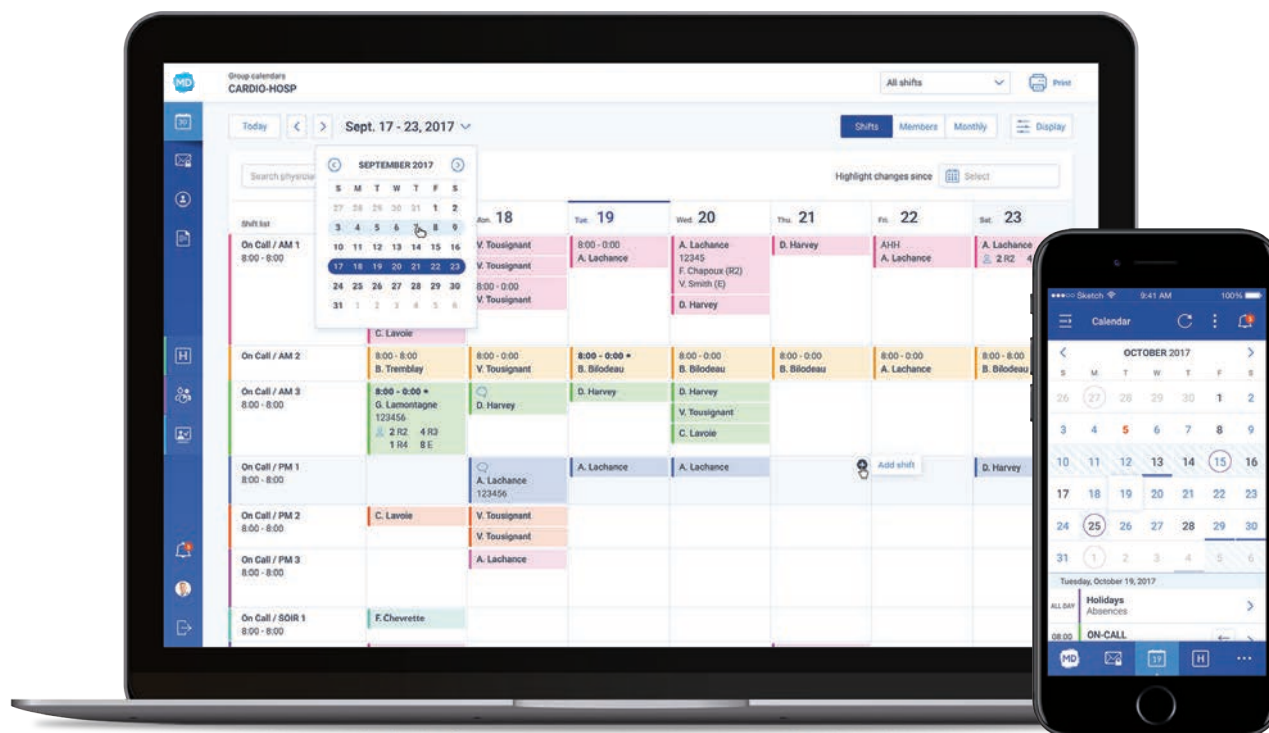 MD
Group calendars
CARDIO-HOSP
All shifts
Print
Today
Sept. 17 - 23, 2017
Shifts
Members
Monthly
Display
Search physicia
Highlight changes since
Select
SEPTEMBER 2017
S M T W T F S
27 28 29 30 31 1 2
3 4 5 6 7 8 9
10 11 12 13 14 15 16
17 18 19 20 21 22 23
24 25 26 27 28 29 30
31 1 2 3 4 5 6
Shift list
Mon. 18
Tue. 19
Wed. 20
Thu. 21
Fri. 22
Sat. 23
On Call / AM 1
8:00 - 8:00
C. Lavoie
V. Tousignant
V. Tousignant
8:00 - 0:00
V. Tousignant
8:00 - 0:00
A. Lachance
A. Lachance
12345
F. Chapoux (R2)
V. Smith (E)
D. Harvey
D. Harvey
AHH
A. Lachance
A. Lachance
2 R2 4
On Call / AM 2
8:00 - 8:00
B. Tremblay
8:00 - 0:00
V. Tousignant
8:00 - 0:00
B. Bilodeau
8:00 - 0:00
B. Bilodeau
8:00 - 0:00
B. Bilodeau
8:00 - 0:00
A. Lachance
8:00 - 8:00
B. Bilodeau
On Call / AM 3
8:00 - 8:00
8:00 - 0:00
G. Lamontagne
123456
2 R2 4 R3
1 R4 8 E
D. Harvey
D. Harvey
D. Harvey
V. Tousignant
C. Lavoie
On Call / PM 1
8:00 - 8:00
A. Lachance
123456
A. Lachance
A. Lachance
Add shift
D. Harvey
On Call / PM 2
8:00 - 8:00
C. Lavoie
V. Tousignant
V. Tousignant
On Call / PM 3
8:00 - 8:00
A. Lachance
On Call / SOIR 1
8:00 - 8:00
F. Chevrette
Sketch 9:41 AM 100%
Calendar
OCTOBER 2017
S M T W T F S
26 27 28 29 30 1 2
3 4 5 6 7 8 9
10 11 12 13 14 15 16
17 18 19 20 21 22 23
24 25 26 27 28 29 30
31 1 2 3 4 5 6
Tuesday, October 19, 2017
ALL DAY Holidays
Absences
08:00 ON-CALL
MD
19
H